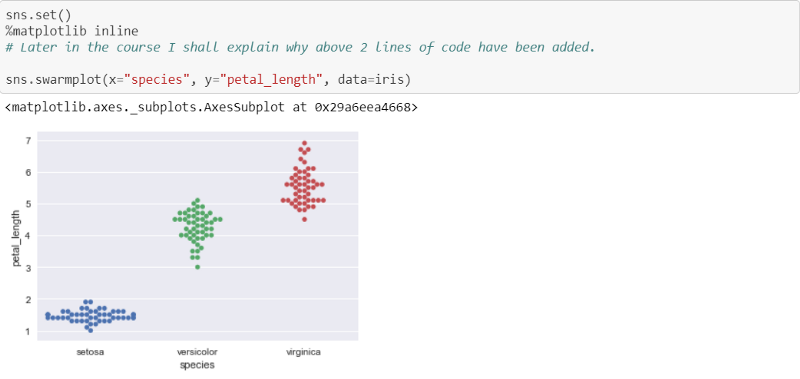 sns.set()
%matplotlib inline
# Later in the course I shall explain why above 2 lines of code have been added.
sns.swarmplot(x="species", y="petal_length", data=iris)
<matplotlib.axes._subplots.AxesSubplot at 0x29a6eea4668>
7
6
5
4
3
2
1
petal_length
setosa versicolor virginica
species